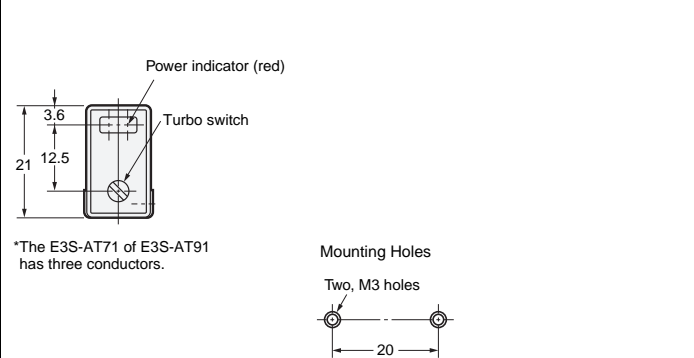 Power indicator (red)
3.6
Turbo switch
12.5
21
*The E3S-AT71 of E3S-AT91
has three conductors.
Mounting Holes
Two, M3 holes
20